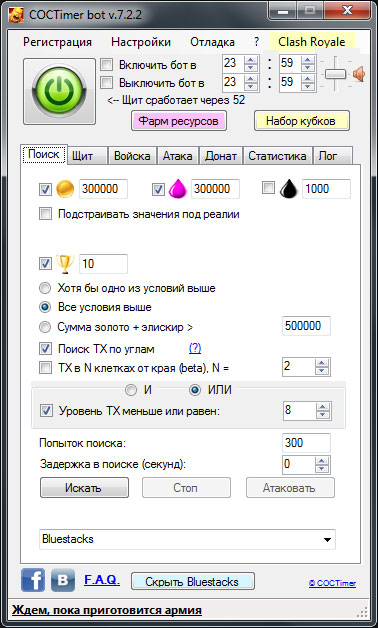 COCTimer bot v.7.2.2
Регистрация Настройки Отладка ? Clash Royale
Включить бот в 23 : 59
Выключить бот в 23 : 59
<-- Щит сработает через 52
Фарм ресурсов Набор кубков
Поиск Щит Войска Атака Донат Статистика Лог
300000 300000 1000
Подстраивать значения под реалии
10
Хотя бы одно из условий выше
Все условия выше
Сумма золото + элискир > 500000
Поиск ТХ по углам (?)
ТХ в N клетках от края (beta), N = 2
И ИЛИ
Уровень ТХ меньше или равен: 8
Попыток поиска: 300
Задержка в поиске (секунд): 0
Искать Стоп Атаковать
Bluestacks
f B F.A.Q. Скрыть Bluestacks © COCTimer
Ждем, пока приготовится армия